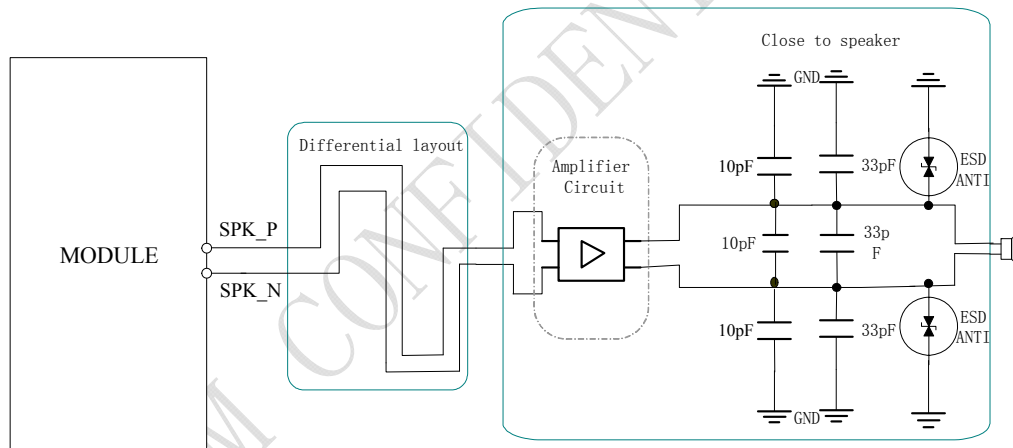 Close to speaker
GND
Differential layout
Amplifier
Circuit
10pF
33pF
ESD
ANTI
SPK_P
MODULE
10pF
33p
F
SPK_N
10pF
33pF
ESD
ANTI
GND
CONFIDENT